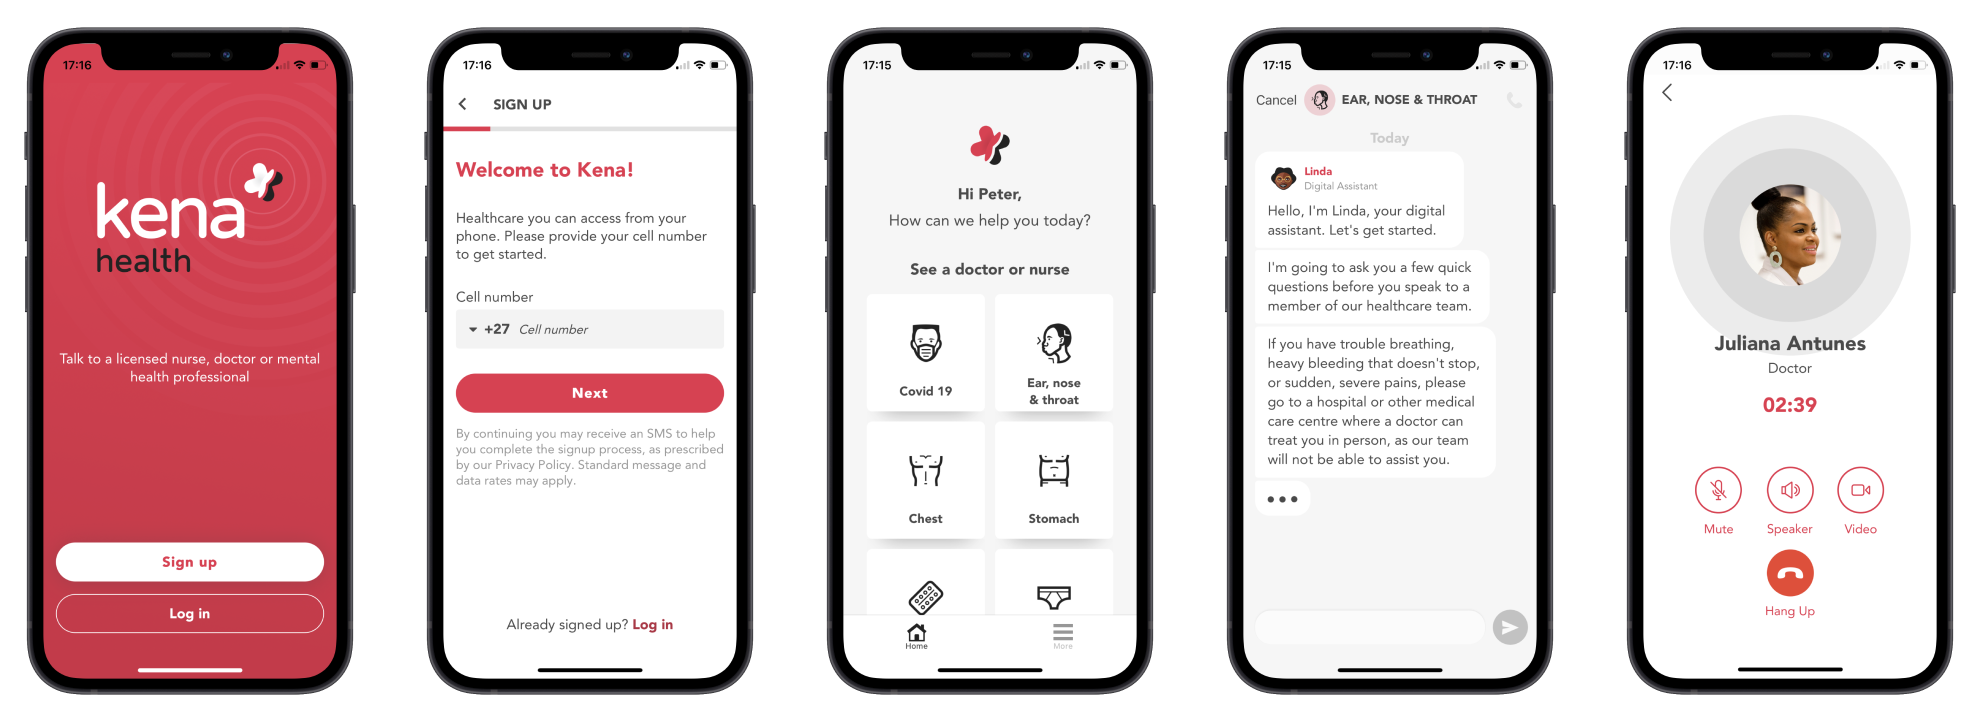 17:16
kena
health
Talk to a licensed nurse, doctor or mental
health professional
Sign up
Log in
17:16
SIGN UP
Welcome to Kena!
Healthcare you can access from your
phone. Please provide your cell number
to get started.
Cell number
+27 Cell number
Next
By continuing you may receive an SMS to help
you complete the signup process, as prescribed
by our Privacy Policy. Standard message and
data rates may apply.
Already signed up? Log in
17:15
Hi Peter,
How can we help you today?
See a doctor or nurse
Covid 19
Ear, nose
& throat
Chest
Stomach
Home
More
17:15
Cancel
EAR, NOSE & THROAT
Today
Linda
Digital Assistant
Hello, I'm Linda, your digital
assistant. Let's get started.
I'm going to ask you a few quick
questions before you speak to a
member of our healthcare team.
If you have trouble breathing,
heavy bleeding that doesn't stop,
or sudden, severe pains, please
go to a hospital or other medical
care centre where a doctor can
treat you in person, as our team
will not be able to assist you.
17:16
Juliana Antunes
Doctor
02:39
Mute
Speaker
Video
Hang Up